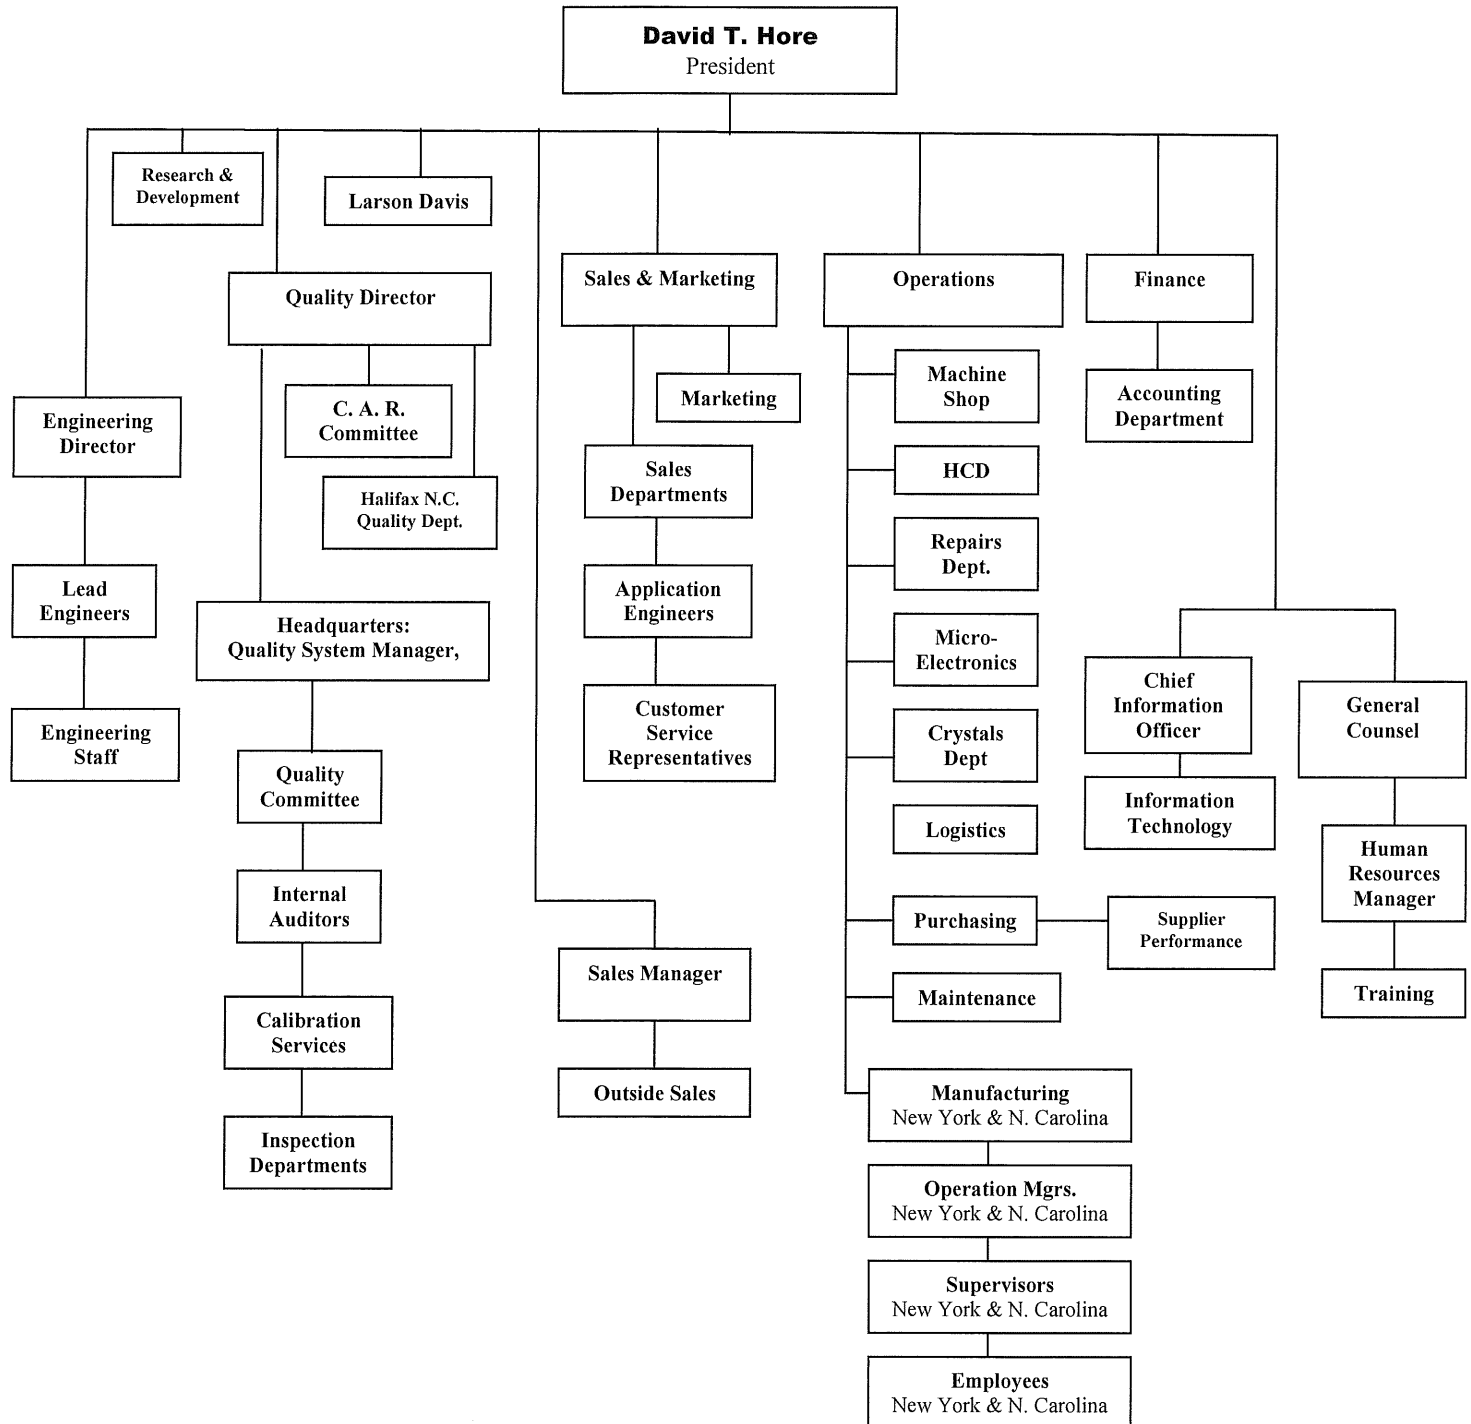 David T. Hore
President
Research &
Development
Larson Davis
Quality Director
Sales & Marketing
Operations
Finance
Machine
Shop
Marketing
Accounting
Department
C. A. R.
Committee
Engineering
Director
HCD
Sales
Departments
Halifax N.C.
Quality Dept.
Repairs
Dept.
Lead
Engineers
Application
Engineers
Headquarters:
Quality System Manager,
Micro-
Electronics
Chief
Information
Officer
General
Counsel
Customer
Service
Representatives
Engineering
Staff
Crystals
Dept
Quality
Committee
Information
Technology
Logistics
Human
Resources
Manager
Internal
Auditors
Purchasing
Supplier
Performance
Sales Manager
Maintenance
Training
Calibration
Services
Outside Sales
Manufacturing
New York & N. Carolina
Inspection
Departments
Operation Mgrs.
New York & N. Carolina
Supervisors
New York & N. Carolina
Employees
New York & N. Carolina